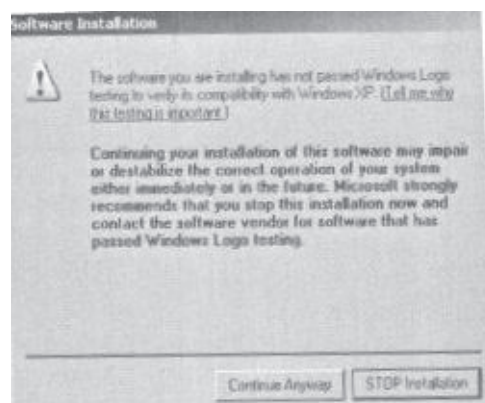 Software Installation
The software you are installing has not passed Windows Logo
testing to verify its compatibility with Windows XP. (Tell me why
this testing is important.)
Continuing your installation of this software may impair
or destabilize the correct operation of your system
either immediately or in the future. Microsoft strongly
recommends that you stop this installation now and
contact the software vendor for software that has
passed Windows Logo testing.
Continue Anyway
STOP Installation